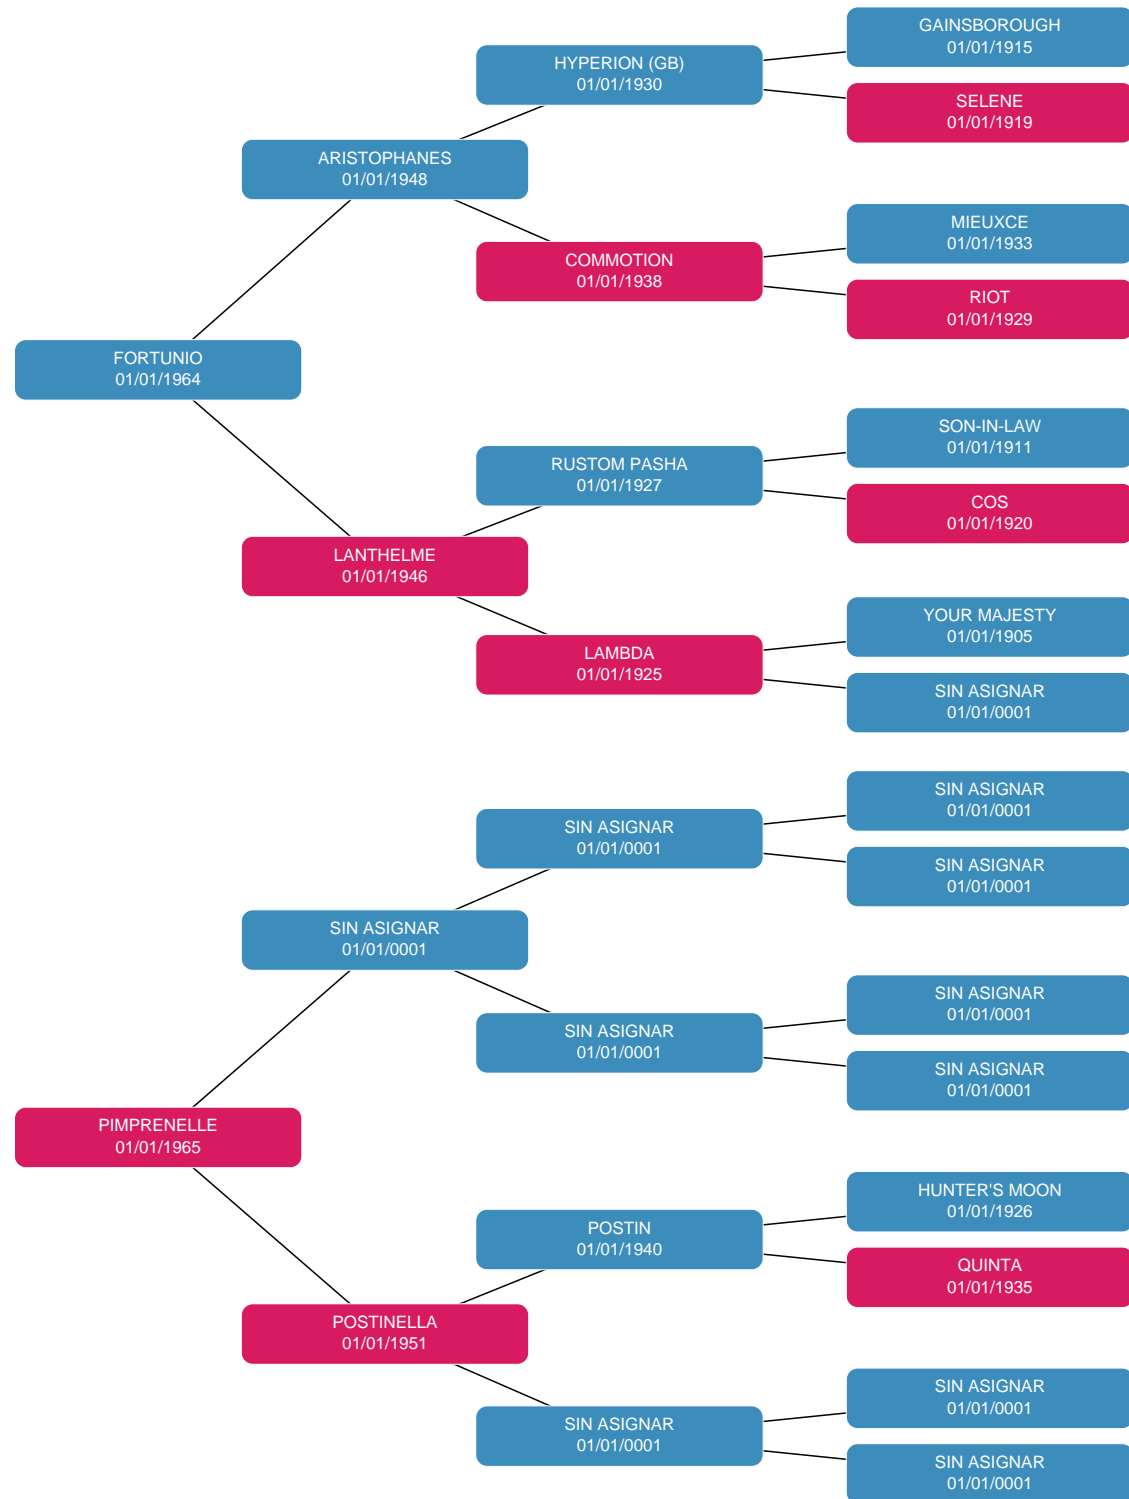 GAINSBOROUGH
01/01/1915
HYPERION (GB)
01/01/1930
SELENE
01/01/1919
ARISTOPHANES
01/01/1948
MIEUXCE
01/01/1933
COMMOTION
01/01/1938
RIOT
01/01/1929
FORTUNIO
01/01/1964
SON-IN-LAW
01/01/1911
RUSTOM PASHA
01/01/1927
COS
01/01/1920
LANTHELME
01/01/1946
YOUR MAJESTY
01/01/1905
LAMBDA
01/01/1925
SIN ASIGNAR
01/01/0001
SIN ASIGNAR
01/01/0001
SIN ASIGNAR
01/01/0001
SIN ASIGNAR
01/01/0001
SIN ASIGNAR
01/01/0001
SIN ASIGNAR
01/01/0001
SIN ASIGNAR
01/01/0001
SIN ASIGNAR
01/01/0001
PIMPRENELLE
01/01/1965
HUNTER'S MOON
01/01/1926
POSTIN
01/01/1940
QUINTA
01/01/1935
POSTINELLA
01/01/1951
SIN ASIGNAR
01/01/0001
SIN ASIGNAR
01/01/0001
SIN ASIGNAR
01/01/0001